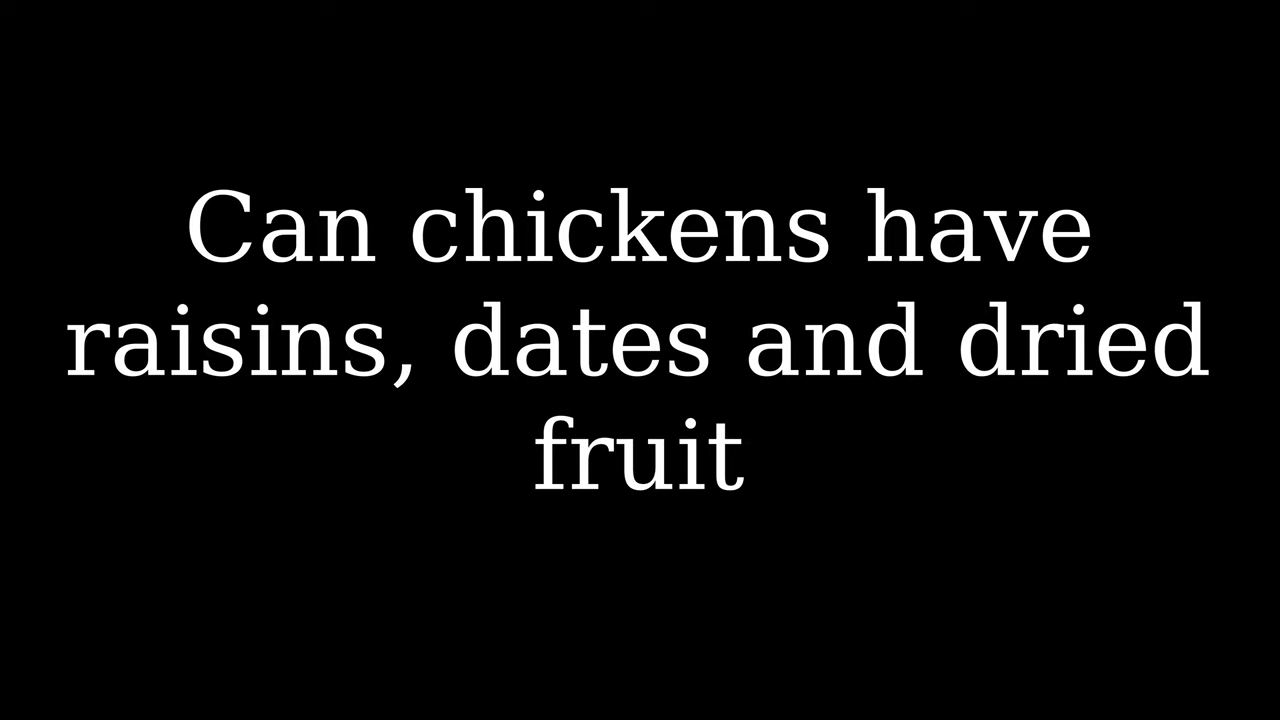 Can chickens have
raisins, dates and dried
fruit